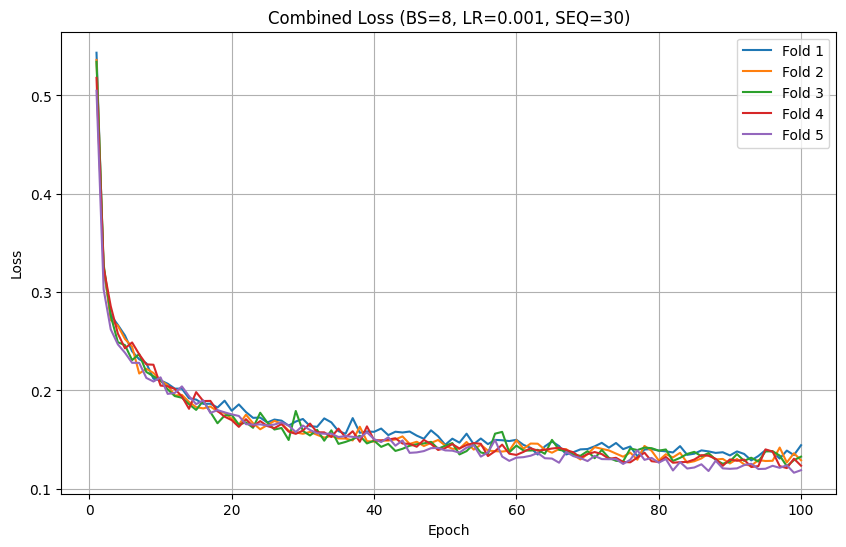 Combined Loss (BS=8, LR=0.001, SEQ=30)
Fold 1
Fold 2
Fold 3
Fold 4
Fold 5
Loss
0.5
0.4
0.3
0.2
0.1
0 20 40 60 80 100
Epoch